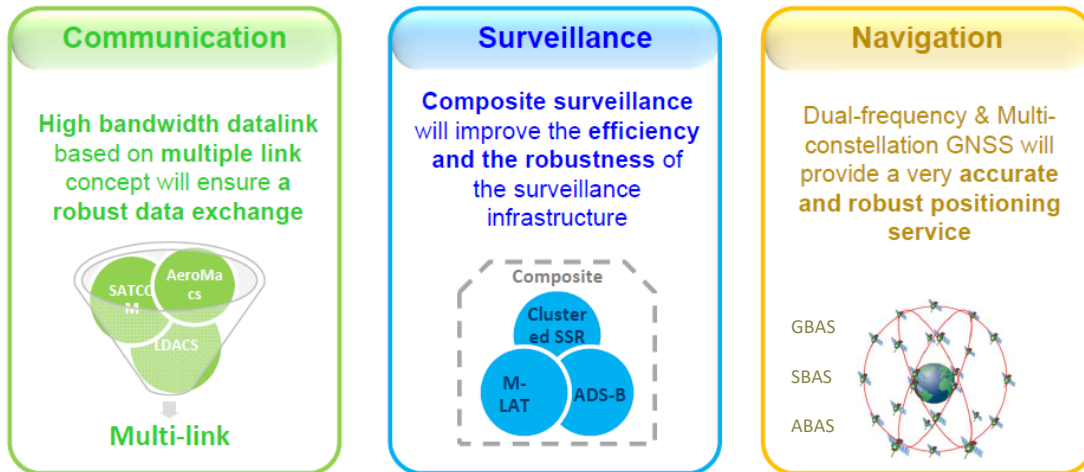 Communication
High bandwidth datalink
based on multiple link
concept will ensure a
robust data exchange
SATCO
M
AeroMa
cs
LDACS
Multi-link
Surveillance
Composite surveillance
will improve the efficiency
and the robustness of
the surveillance
infrastructure
Composite
Cluster
ed SSR
M-
LAT
ADS-B
Navigation
Dual-frequency & Multi-
constellation GNSS will
provide a very accurate
and robust positioning
service
GBAS
SBAS
ABAS